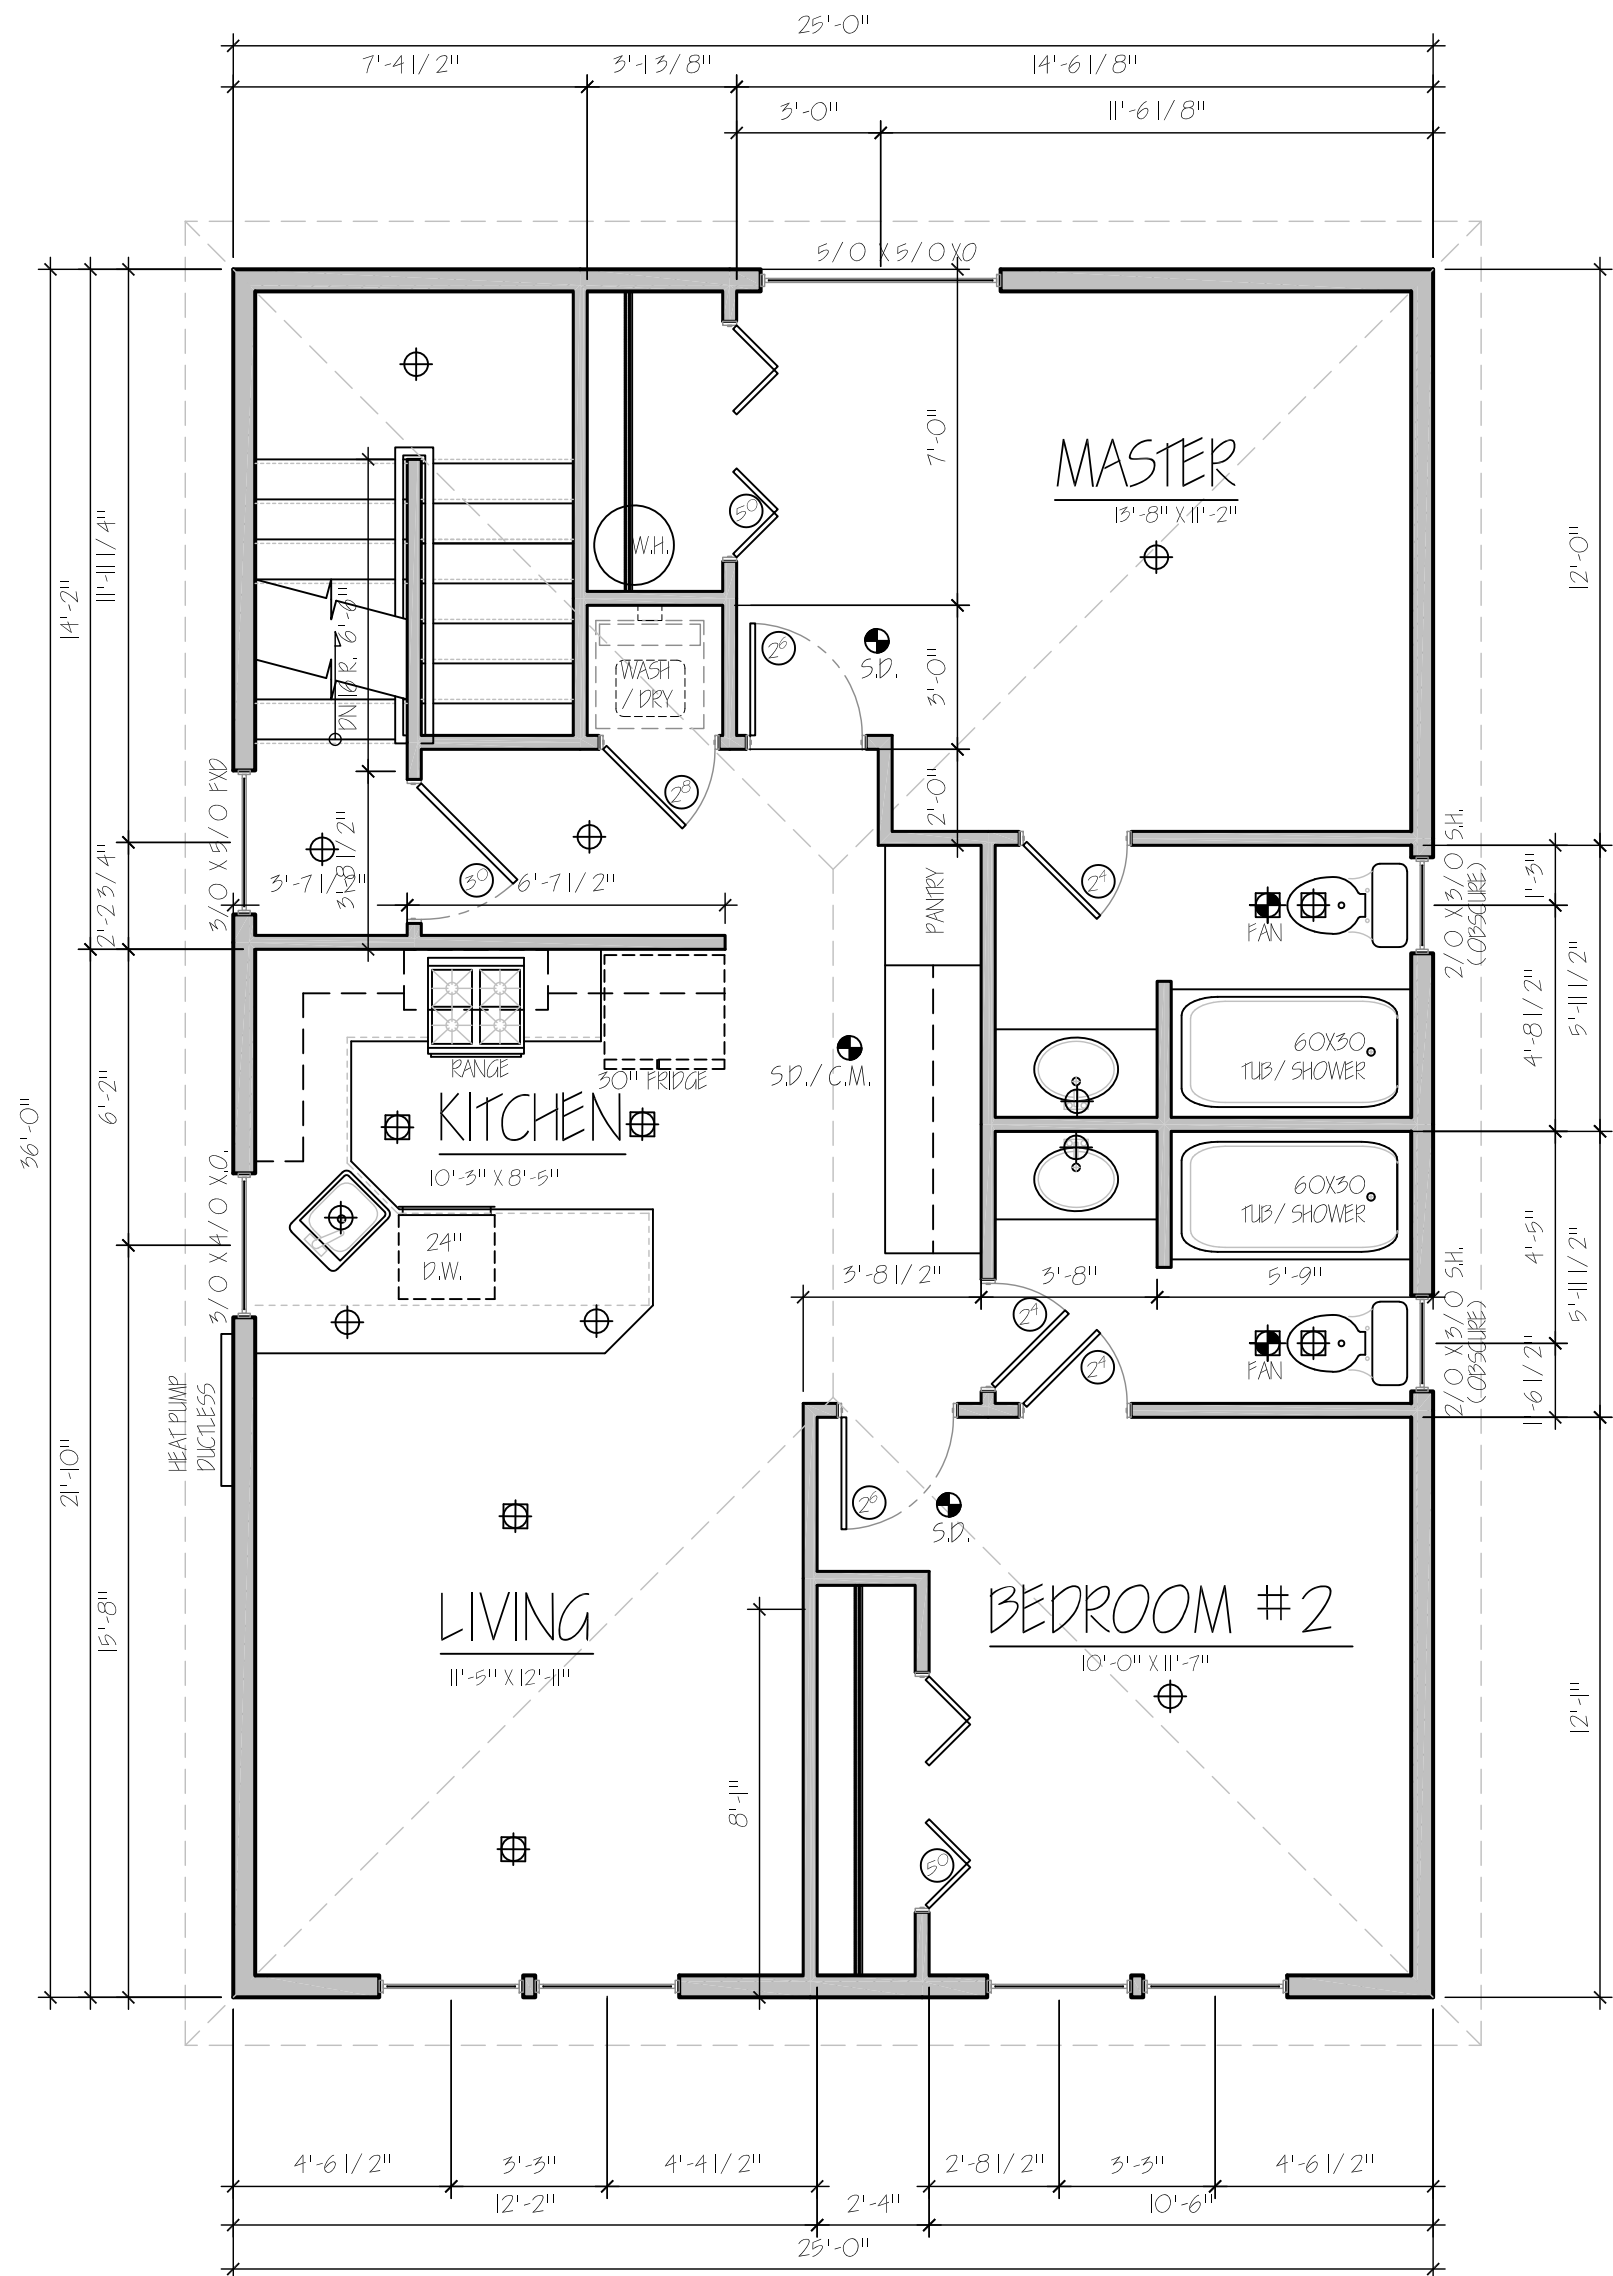 25'-0"
7'-4 1/2"
3'-1 3/8"
14'-6 1/8"
3'-0"
11'-6 1/8"
5/0 X 5/0 XO
MASTER
13'-8" X 11'-2"
7'-0"
12'-0"
14'-2"
11'-11 1/4"
W.H.
5⁰
WASH
/ DRY
2⁶
S.D.
3'-0"
DN 16 R.
6'-6"
2'-0"
2⁸
3/0 X 5/0 FXD
3'-8 1/2"
2'-2 3/4"
3'-7 1/2"
3⁰
6'-7 1/2"
PANTRY
2⁴
FAN
2/0 X 3/0 S.H.
(OBSCURE)
1'-3"
4'-8 1/2"
5'-11 1/2"
60X30
TUB / SHOWER
RANGE
30" FRIDGE
S.D. / C.M.
KITCHEN
10'-3" X 8'-5"
36'-0"
6'-2"
3/0 X 4/0 X.O.
24"
D.W.
60X30
TUB / SHOWER
4'-5"
5'-11 1/2"
3'-8 1/2"
3'-8"
5'-9"
2⁴
2⁴
FAN
2/0 X 3/0 S.H.
(OBSCURE)
1'-6 1/2"
HEAT PUMP
DUCTLESS
21'-10"
15'-8"
2⁶
S.D.
LIVING
11'-5" X 12'-11"
BEDROOM #2
10'-0" X 11'-7"
12'-1"
8'-1"
5⁰
4'-6 1/2"
3'-3"
4'-4 1/2"
2'-8 1/2"
3'-3"
4'-6 1/2"
12'-2"
2'-4"
10'-6"
25'-0"